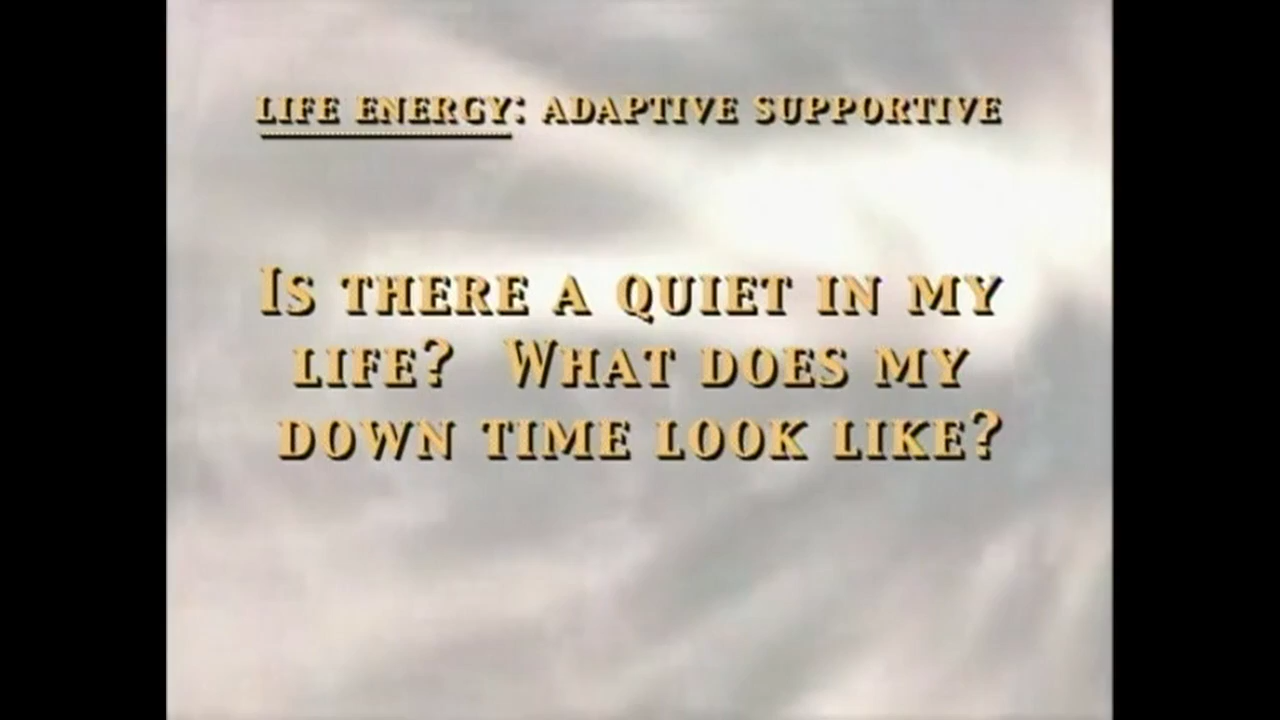 LIFE ENERGY: ADAPTIVE SUPPORTIVE
IS THERE A QUIET IN MY
LIFE? WHAT DOES MY
DOWN TIME LOOK LIKE?